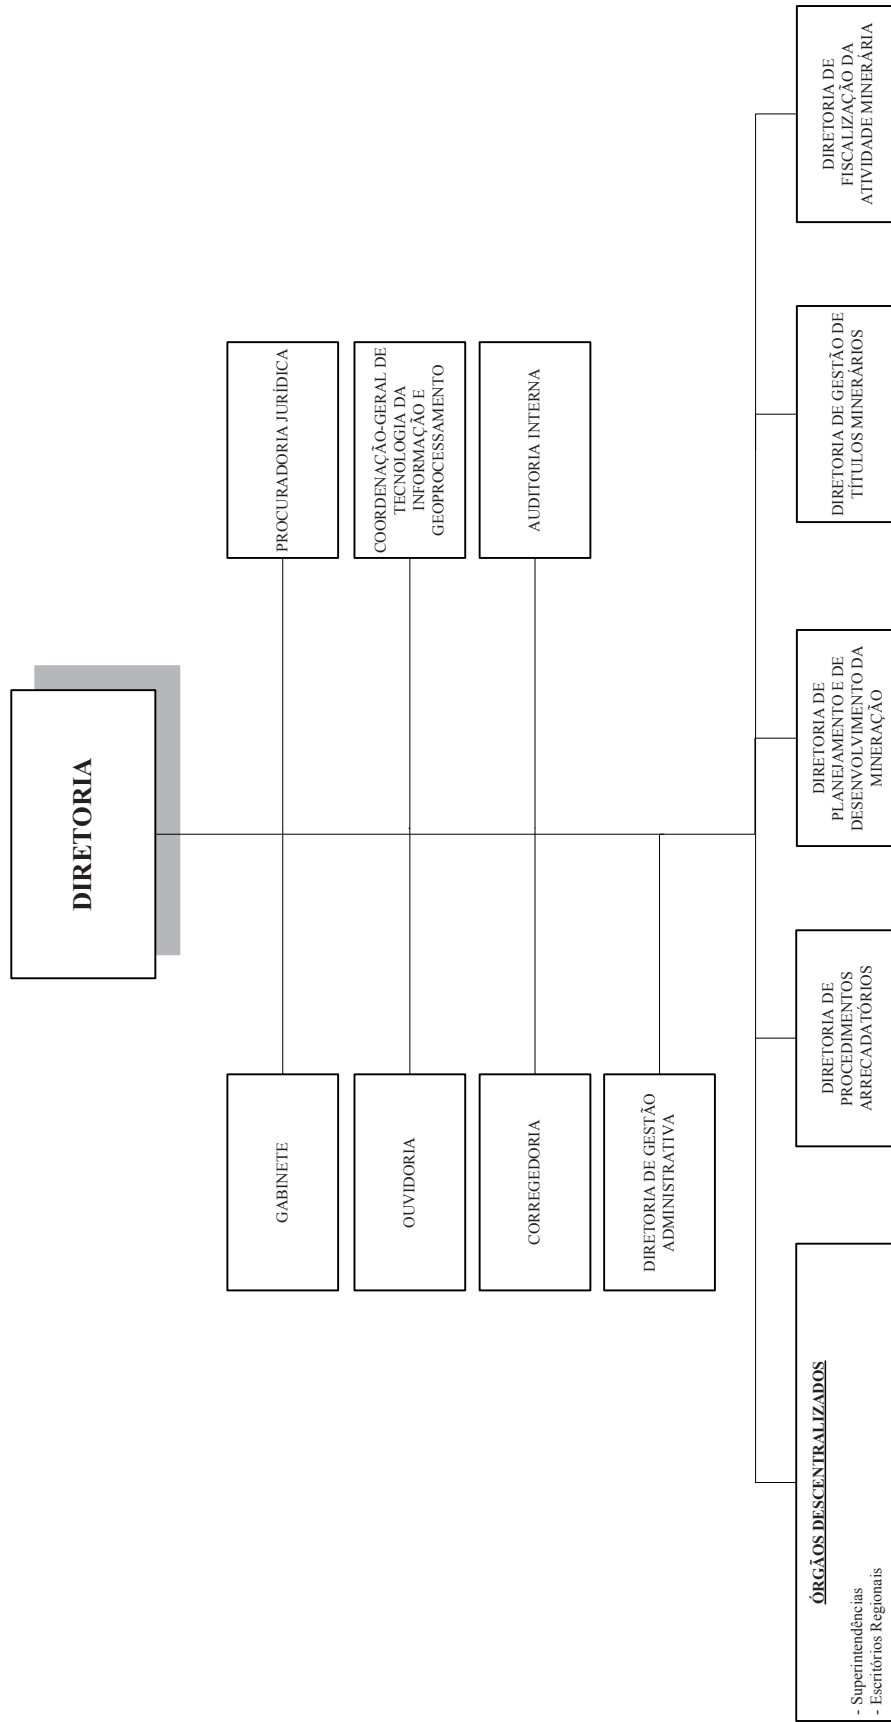 DIRETORIA
GABINETE
PROCURADORIA JURÍDICA
OUVIDORIA
COORDENAÇÃO-GERAL DE
TECNOLOGIA DA
INFORMAÇÃO E
GEOPROCESSAMENTO
CORREGEDORIA
AUDITORIA INTERNA
DIRETORIA DE GESTÃO
ADMINISTRATIVA
ÓRGÃOS DESCENTRALIZADOS
- Superintendências
- Escritórios Regionais
DIRETORIA DE
PROCEDIMENTOS
ARRECADATÓRIOS
DIRETORIA DE
PLANEJAMENTO E DE
DESENVOLVIMENTO DA
MINERAÇÃO
DIRETORIA DE GESTÃO DE
TÍTULOS MINERÁRIOS
DIRETORIA DE
FISCALIZAÇÃO DA
ATIVIDADE MINERÁRIA